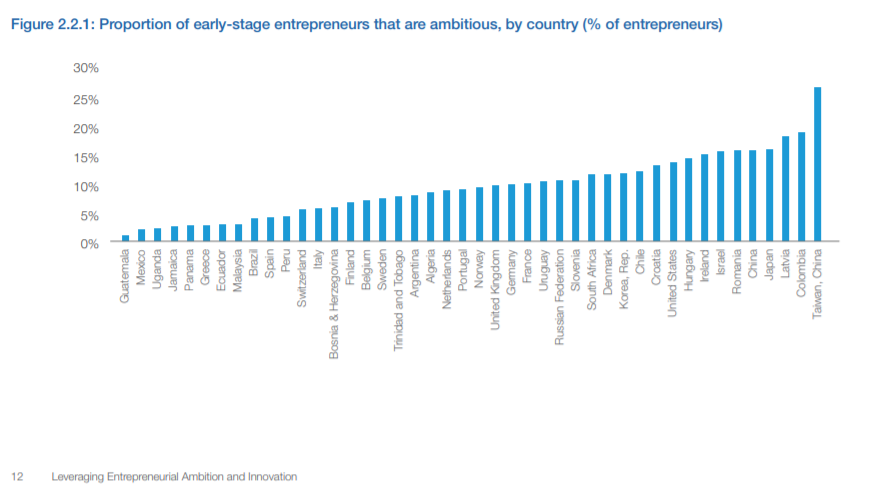 Figure 2.2.1: Proportion of early-stage entrepreneurs that are ambitious, by country (% of entrepreneurs)
30%
25%
20%
15%
10%
5%
0%
Guatemala
Mexico
Uganda
Jamaica
Panama
Greece
Ecuador
Malaysia
Brazil
Spain
Peru
Switzerland
Italy
Bosnia & Herzegovina
Finland
Belgium
Sweden
Trinidad and Tobago
Argentina
Algeria
Netherlands
Portugal
Norway
United Kingdom
Germany
France
Uruguay
Russian Federation
Slovenia
South Africa
Denmark
Korea, Rep.
Chile
Croatia
United States
Hungary
Ireland
Israel
Romania
China
Japan
Latvia
Colombia
Taiwan, China
12 Leveraging Entrepreneurial Ambition and Innovation